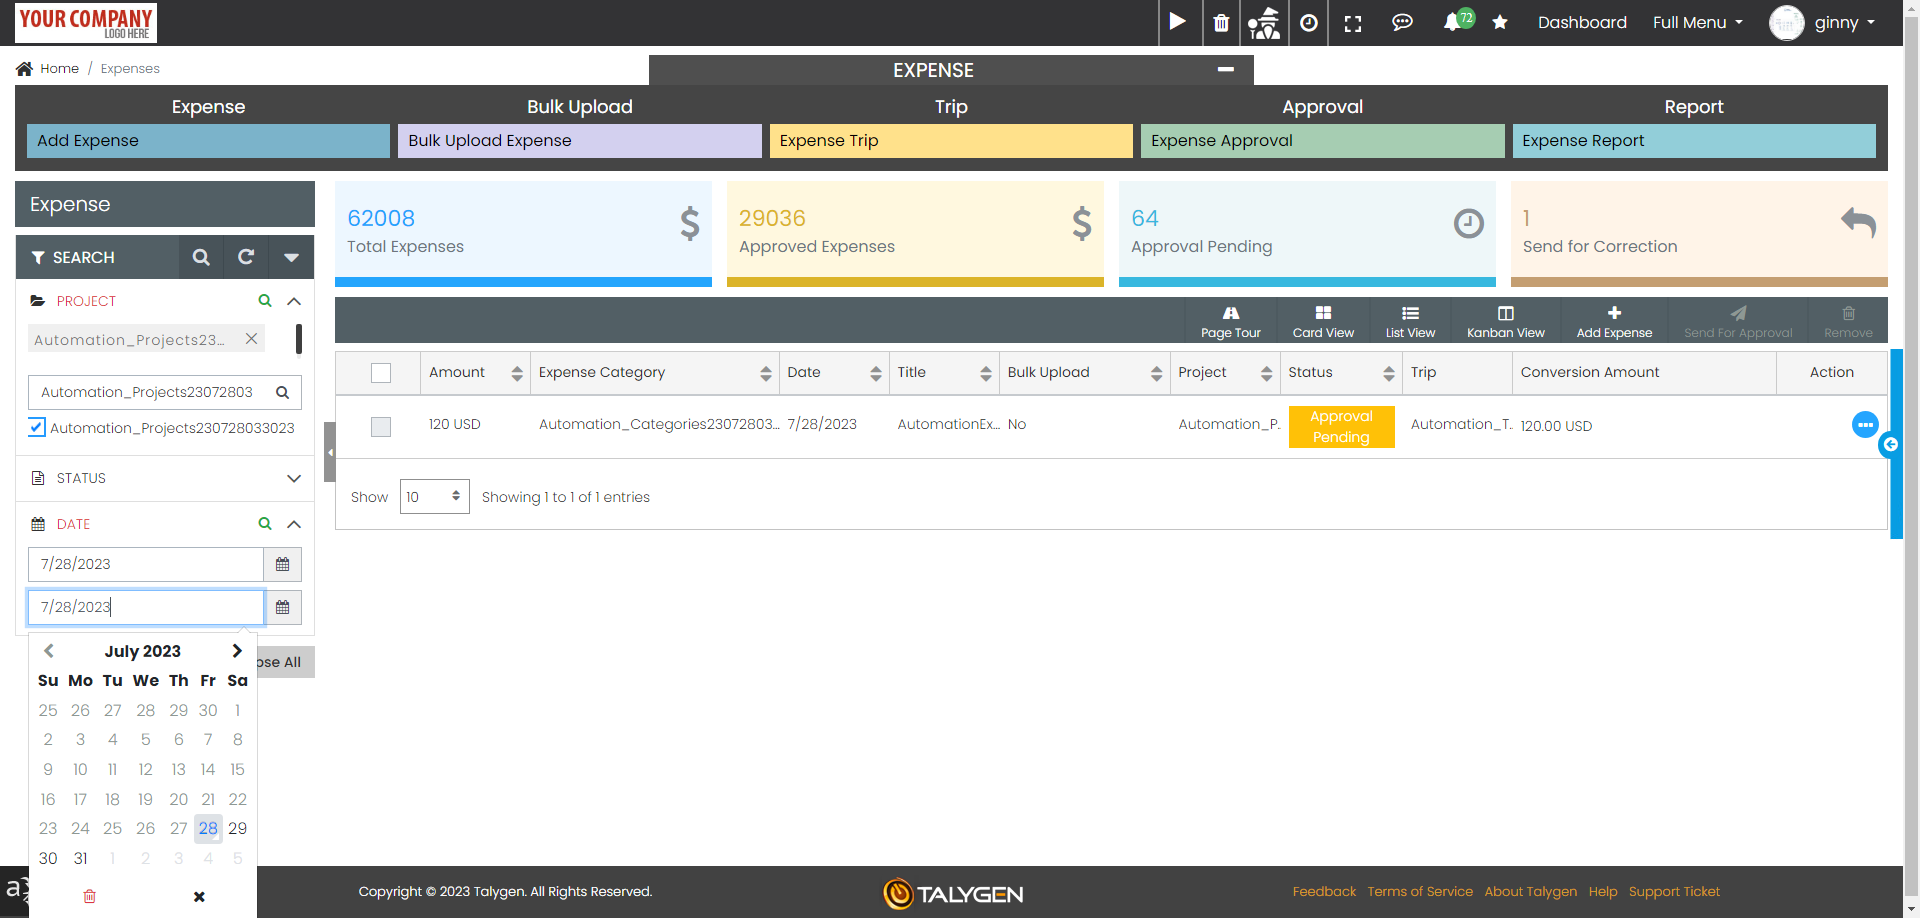 YOUR COMPANY
LOGO HERE
72
Dashboard
Full Menu
ginny
Home / Expenses
EXPENSE
Expense
Bulk Upload
Trip
Approval
Report
Add Expense
Bulk Upload Expense
Expense Trip
Expense Approval
Expense Report
Expense
62008
Total Expenses
29036
Approved Expenses
64
Approval Pending
1
Send for Correction
SEARCH
PROJECT
Automation_Projects23...
Automation_Projects23072803
Automation_Projects230728033023
STATUS
DATE
7/28/2023
7/28/2023
Page Tour
Card View
List View
Kanban View
Add Expense
Send For Approval
Remove
Amount
Expense Category
Date
Title
Bulk Upload
Project
Status
Trip
Conversion Amount
Action
120 USD
Automation_Categories23072803...
7/28/2023
AutomationEx...
No
Automation_P.
Approval
Pending
Automation_T.
120.00 USD
Show
10
Showing 1 to 1 of 1 entries
July 2023
Su Mo Tu We Th Fr Sa
25 26 27 28 29 30 1
2 3 4 5 6 7 8
9 10 11 12 13 14 15
16 17 18 19 20 21 22
23 24 25 26 27 28 29
30 31 1 2 3 4 5
pse All
Copyright © 2023 Talygen. All Rights Reserved.
TALYGEN
Feedback
Terms of Service
About Talygen
Help
Support Ticket